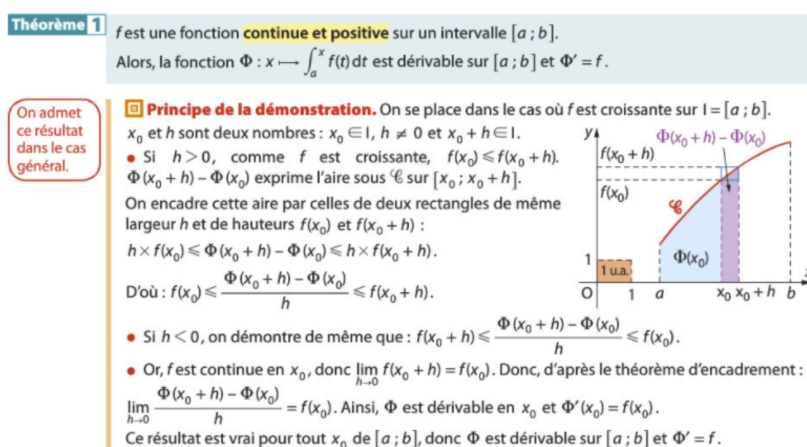 Théorème 1
f est une fonction continue et positive sur un intervalle [a ; b].
Alors, la fonction Φ : x ⟼ ∫ₐˣ f(t) dt est dérivable sur [a ; b] et Φ' = f.
On admet
ce résultat
dans le cas
général.
Principe de la démonstration. On se place dans le cas où f est croissante sur I = [a ; b].
x₀ et h sont deux nombres : x₀ ∈ I, h ≠ 0 et x₀ + h ∈ I.
• Si h > 0, comme f est croissante, f(x₀) ⩽ f(x₀ + h).
Φ(x₀ + h) – Φ(x₀) exprime l'aire sous 𝒞 sur [x₀ ; x₀ + h].
On encadre cette aire par celles de deux rectangles de même
largeur h et de hauteurs f(x₀) et f(x₀ + h) :
h × f(x₀) ⩽ Φ(x₀ + h) – Φ(x₀) ⩽ h × f(x₀ + h).
D'où : f(x₀) ⩽ (Φ(x₀ + h) – Φ(x₀))/h ⩽ f(x₀ + h).
y
Φ(x₀ + h) – Φ(x₀)
f(x₀ + h)
f(x₀)
𝒞
Φ(x₀)
1
1 u.a.
O 1 a x₀ x₀ + h b x
• Si h < 0, on démontre de même que : f(x₀ + h) ⩽ (Φ(x₀ + h) – Φ(x₀))/h ⩽ f(x₀).
• Or, f est continue en x₀, donc lim h→0 f(x₀ + h) = f(x₀). Donc, d'après le théorème d'encadrement :
lim h→0 (Φ(x₀ + h) – Φ(x₀))/h = f(x₀). Ainsi, Φ est dérivable en x₀ et Φ'(x₀) = f(x₀).
Ce résultat est vrai pour tout x₀ de [a ; b], donc Φ est dérivable sur [a ; b] et Φ' = f.